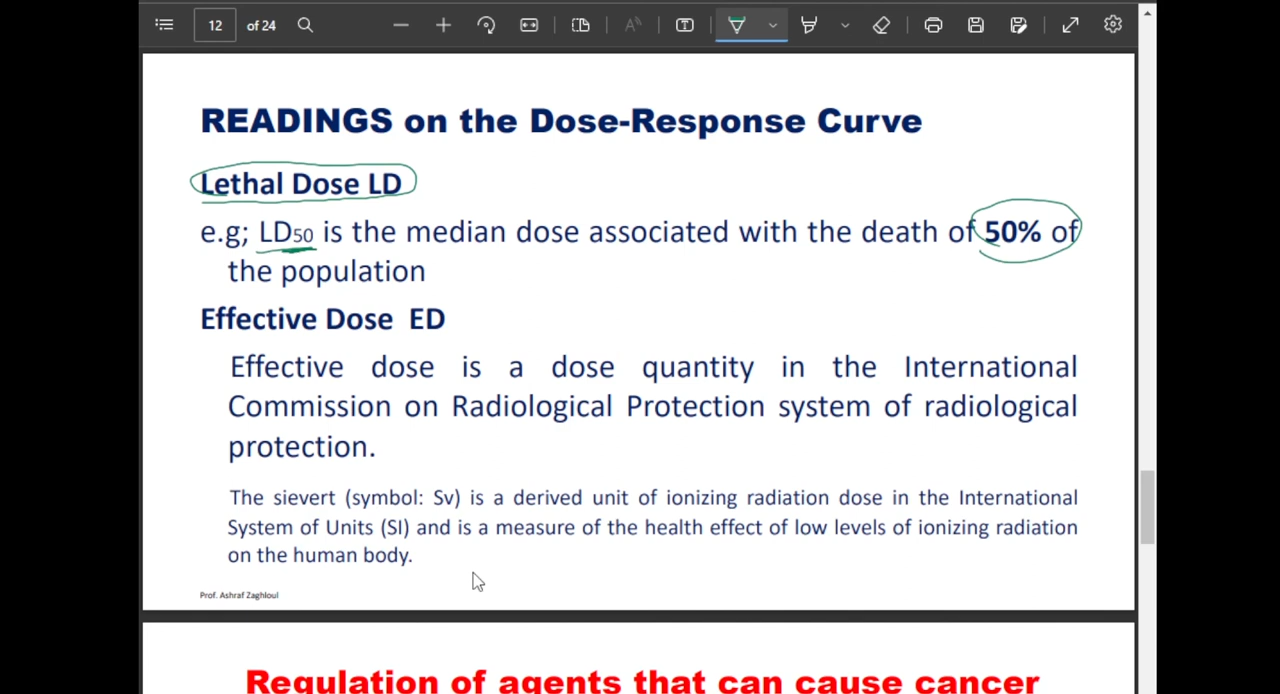 12 of 24
READINGS on the Dose-Response Curve
Lethal Dose LD
e.g; LD50 is the median dose associated with the death of 50% of
the population
Effective Dose ED
Effective dose is a dose quantity in the International
Commission on Radiological Protection system of radiological
protection.
The sievert (symbol: Sv) is a derived unit of ionizing radiation dose in the International
System of Units (SI) and is a measure of the health effect of low levels of ionizing radiation
on the human body.
Prof. Ashraf Zaghloul
Regulation of agents that can cause cancer